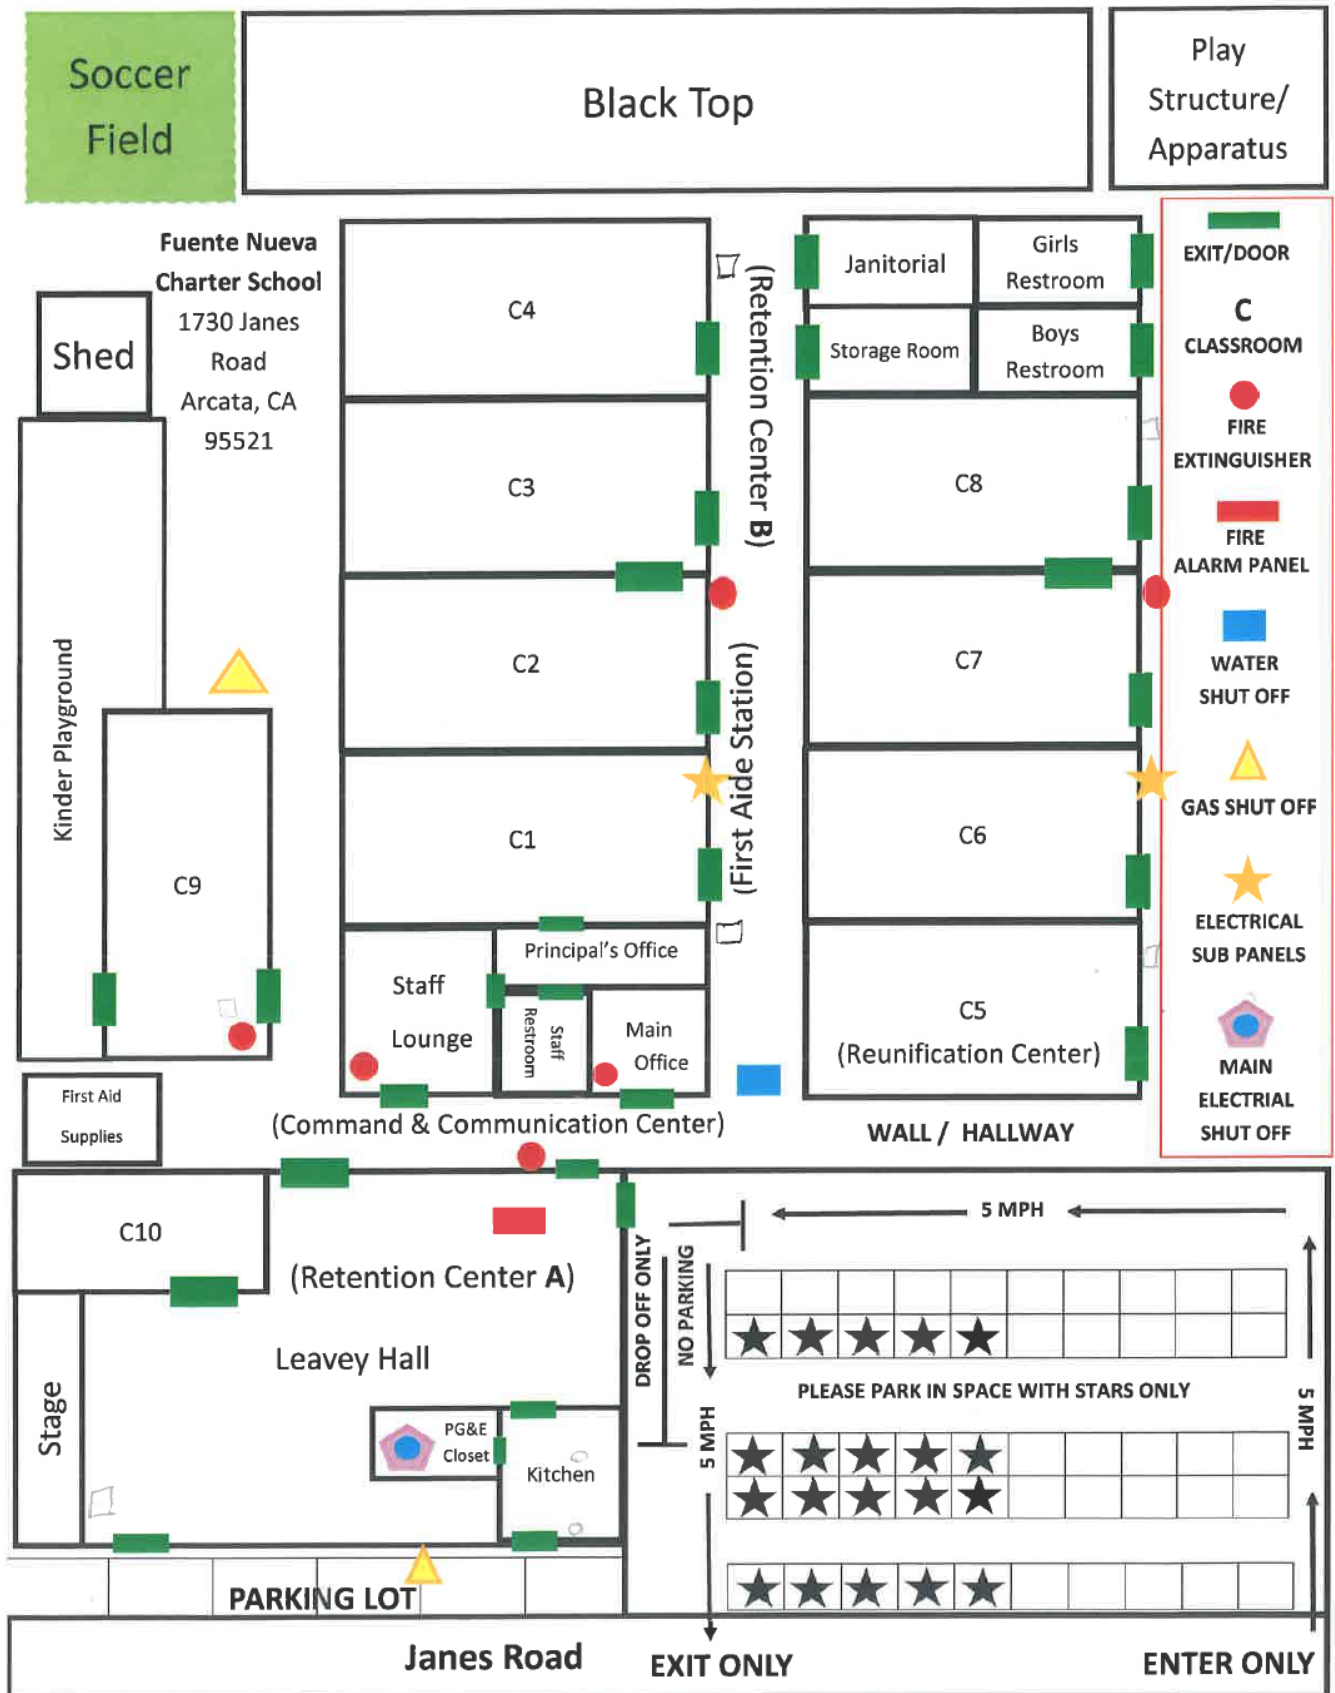 Soccer
Field
Black Top
Play
Structure/
Apparatus
Fuente Nueva
Charter School
1730 Janes
Road
Arcata, CA
95521
Shed
Kinder Playground
C9
First Aid
Supplies
C4
C3
C2
C1
(Retention Center B)
(First Aide Station)
Principal's Office
Staff
Lounge
Staff
Restroom
Main
Office
(Command & Communication Center)
Janitorial
Girls
Restroom
Storage Room
Boys
Restroom
C8
C7
C6
C5
(Reunification Center)
WALL / HALLWAY
EXIT/DOOR
C
CLASSROOM
FIRE
EXTINGUISHER
FIRE
ALARM PANEL
WATER
SHUT OFF
GAS SHUT OFF
ELECTRICAL
SUB PANELS
MAIN
ELECTRIAL
SHUT OFF
C10
(Retention Center A)
Leavey Hall
Stage
PG&E
Closet
Kitchen
DROP OFF ONLY
NO PARKING
5 MPH
5 MPH
PLEASE PARK IN SPACE WITH STARS ONLY
5 MPH
PARKING LOT
Janes Road
EXIT ONLY
ENTER ONLY